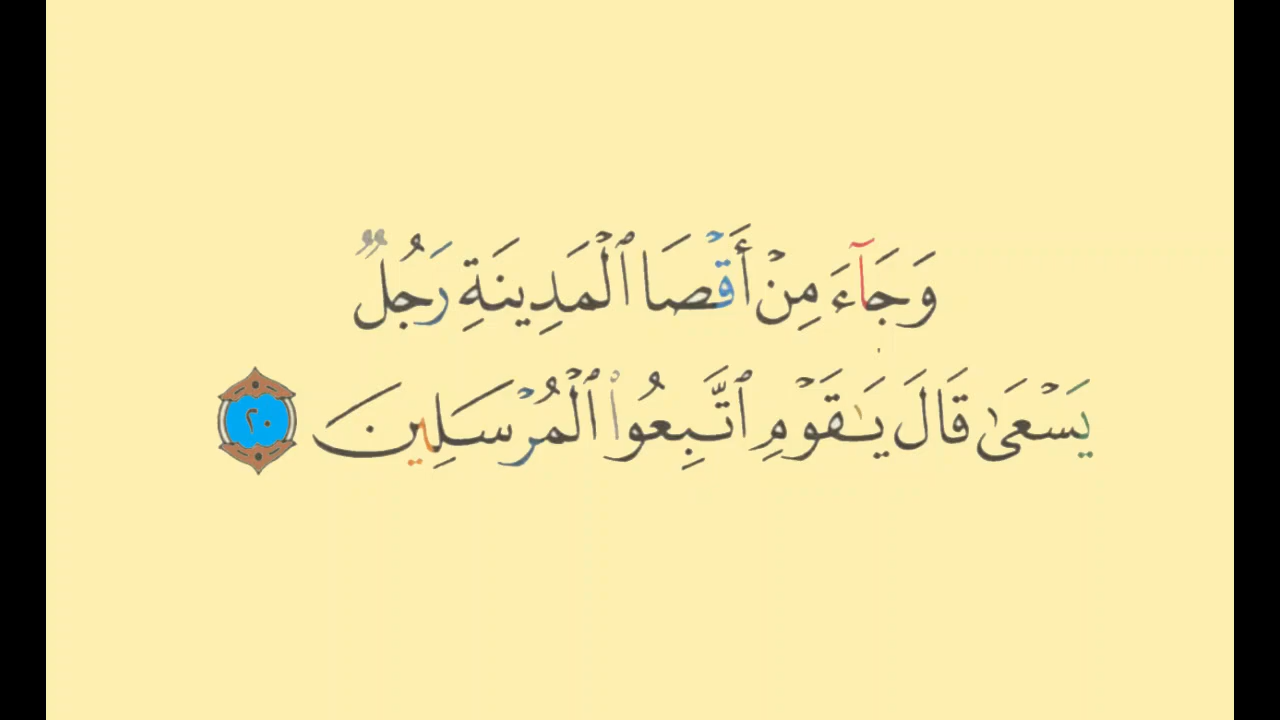 وَجَآءَ مِنْ أَقْصَا ٱلْمَدِينَةِ رَجُلٌ
يَسْعَىٰ قَالَ يَـٰقَوْمِ ٱتَّبِعُوا۟ ٱلْمُرْسَلِينَ ٢٠